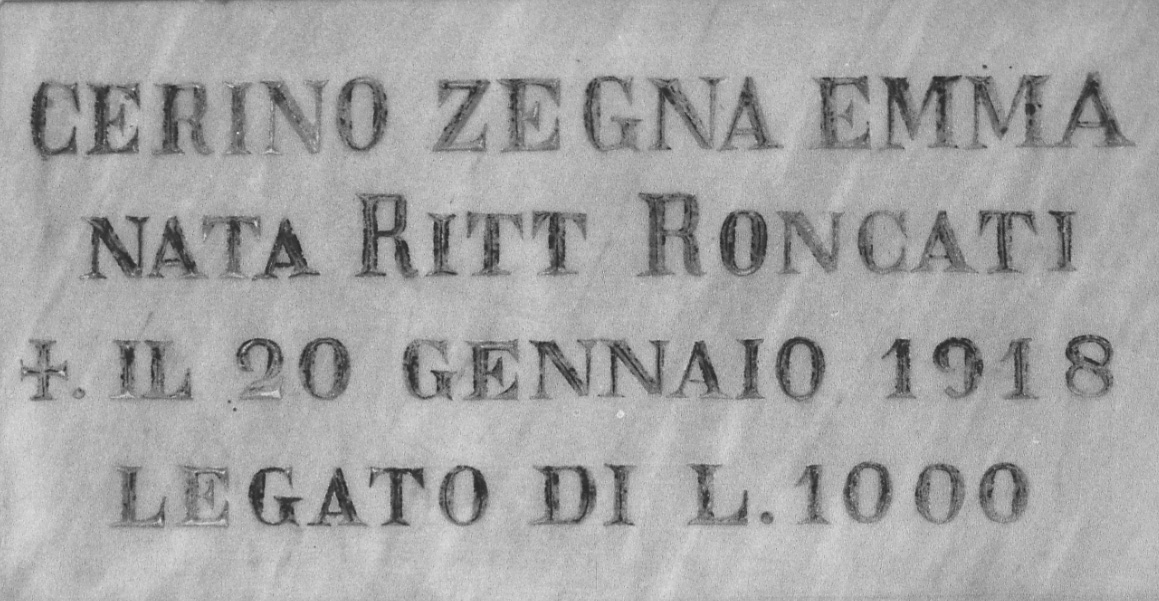 CERINO ZEGNA EMMA
NATA RITT RONCATI
✝. IL 20 GENNAIO 1918
LEGATO DI L.1000